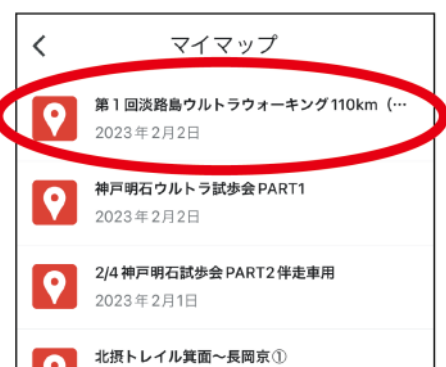 マイマップ
第1回淡路島ウルトラウォーキング110km（…
2023年2月2日
神戸明石ウルトラ試歩会PART1
2023年2月2日
2/4神戸明石試歩会PART2伴走車用
2023年2月1日
北摂トレイル箕面～長岡京①